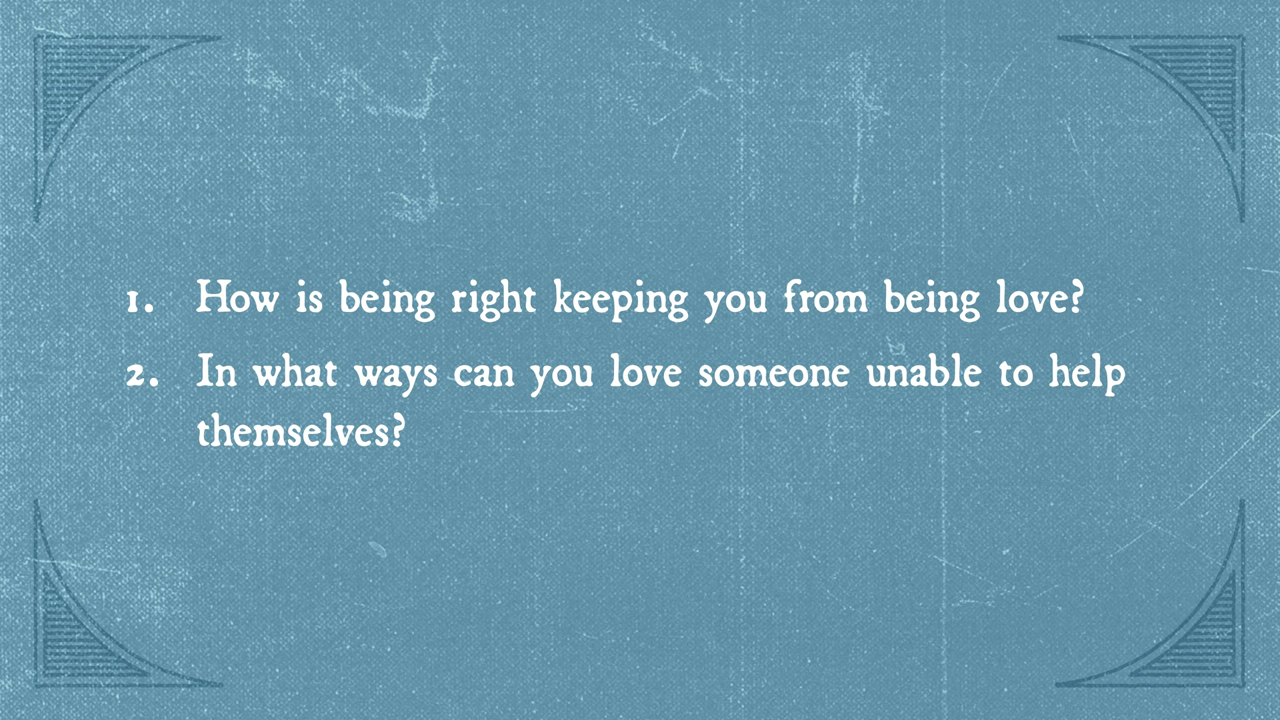 1. How is being right keeping you from being love?
2. In what ways can you love someone unable to help
themselves?